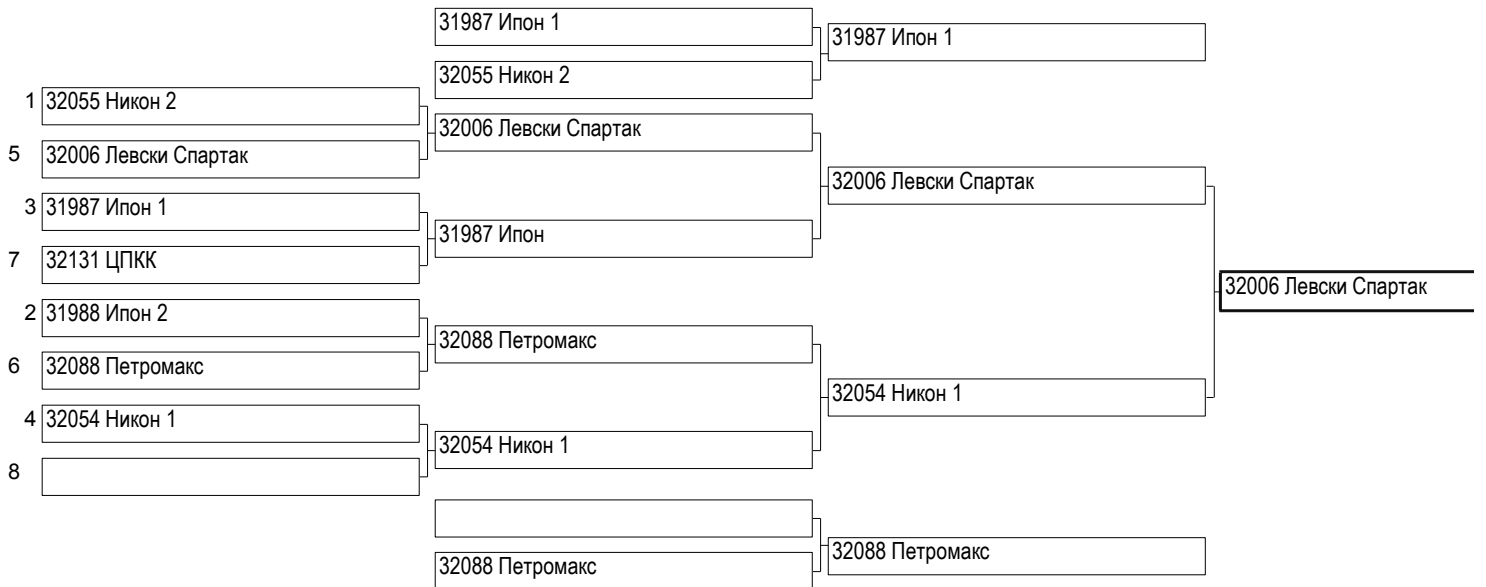 31987 Ипон 1
31987 Ипон 1
32055 Никон 2
1 32055 Никон 2
32006 Левски Спартак
5 32006 Левски Спартак
32006 Левски Спартак
3 31987 Ипон 1
31987 Ипон
7 32131 ЦПКК
32006 Левски Спартак
2 31988 Ипон 2
32088 Петромакс
6 32088 Петромакс
32054 Никон 1
4 32054 Никон 1
32054 Никон 1
8
32088 Петромакс
32088 Петромакс